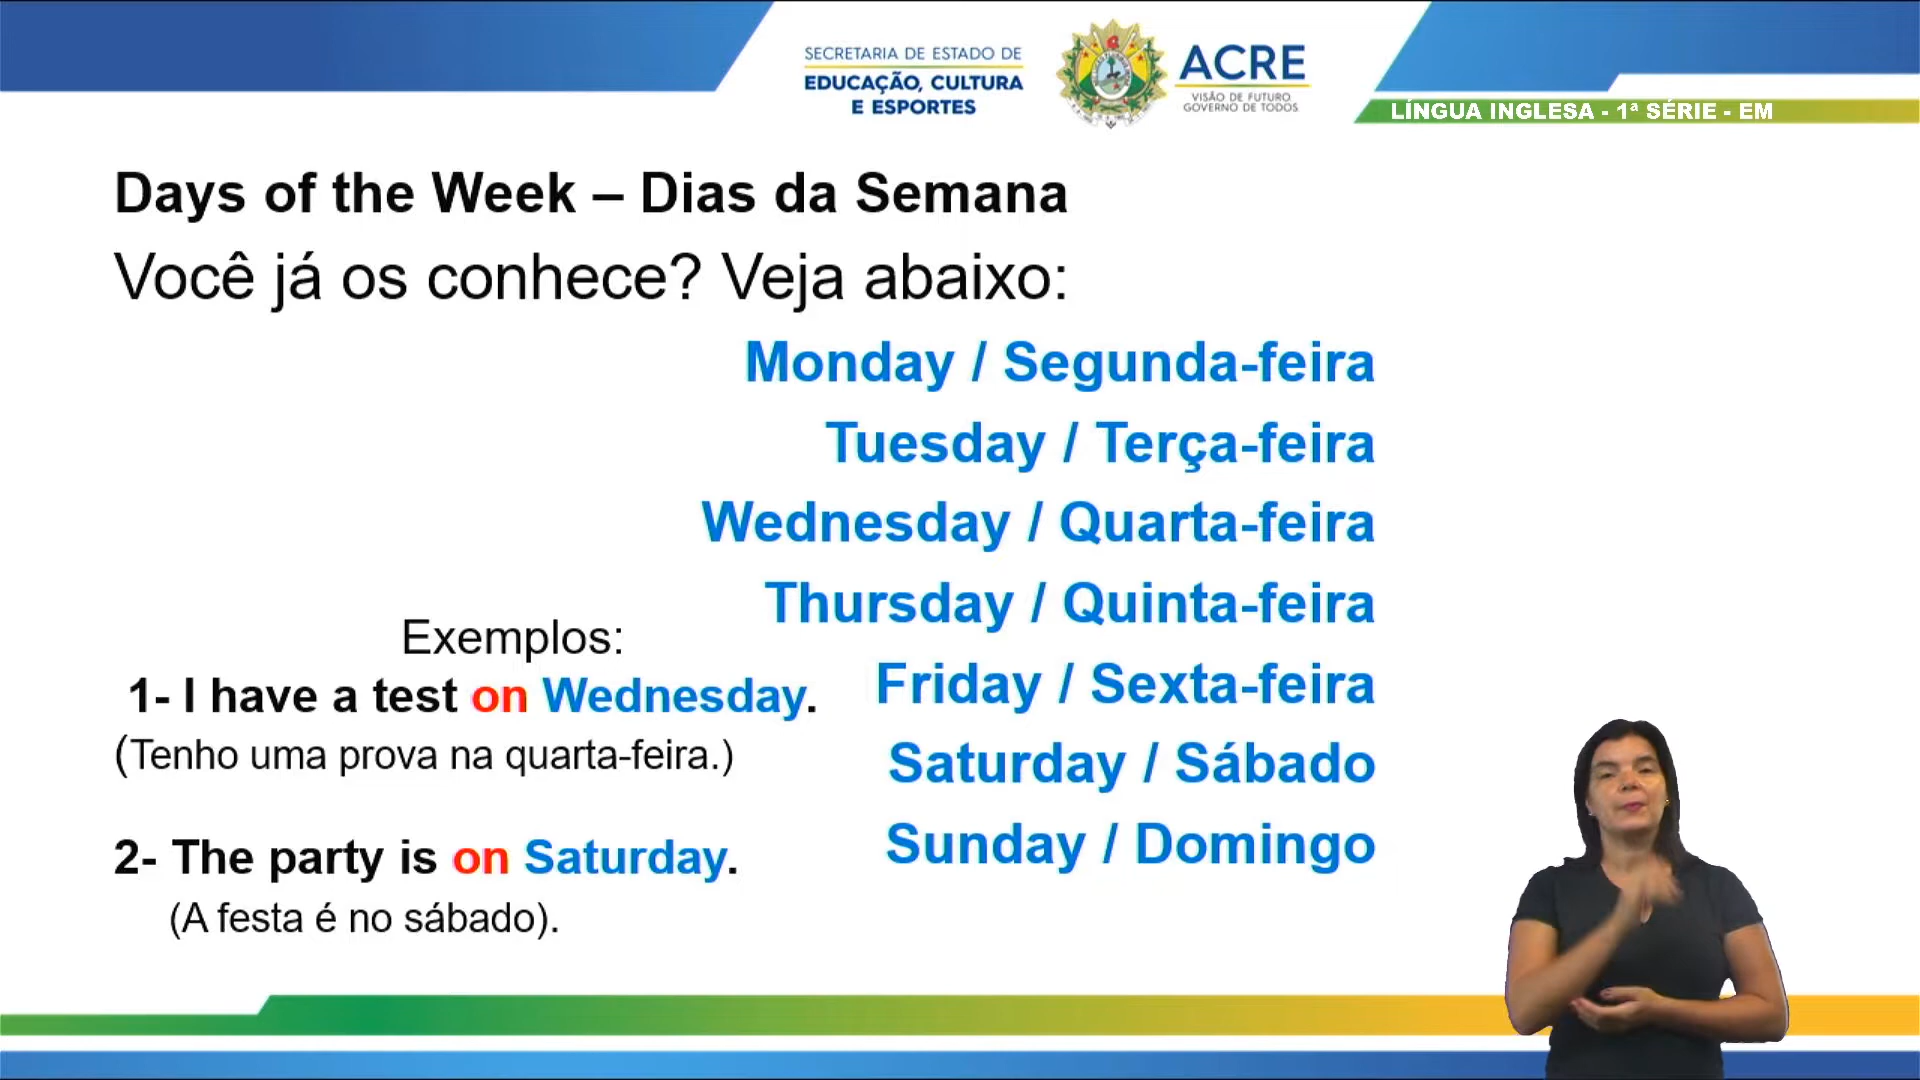 SECRETARIA DE ESTADO DE
EDUCAÇÃO, CULTURA
E ESPORTES
ACRE
VISÃO DE FUTURO.
GOVERNO DE TODOS.
LÍNGUA INGLESA - 1ª SÉRIE - EM
Days of the Week – Dias da Semana
Você já os conhece? Veja abaixo:
Monday / Segunda-feira
Tuesday / Terça-feira
Wednesday / Quarta-feira
Thursday / Quinta-feira
Friday / Sexta-feira
Saturday / Sábado
Sunday / Domingo
Exemplos:
1- I have a test on Wednesday.
(Tenho uma prova na quarta-feira.)
2- The party is on Saturday.
(A festa é no sábado).